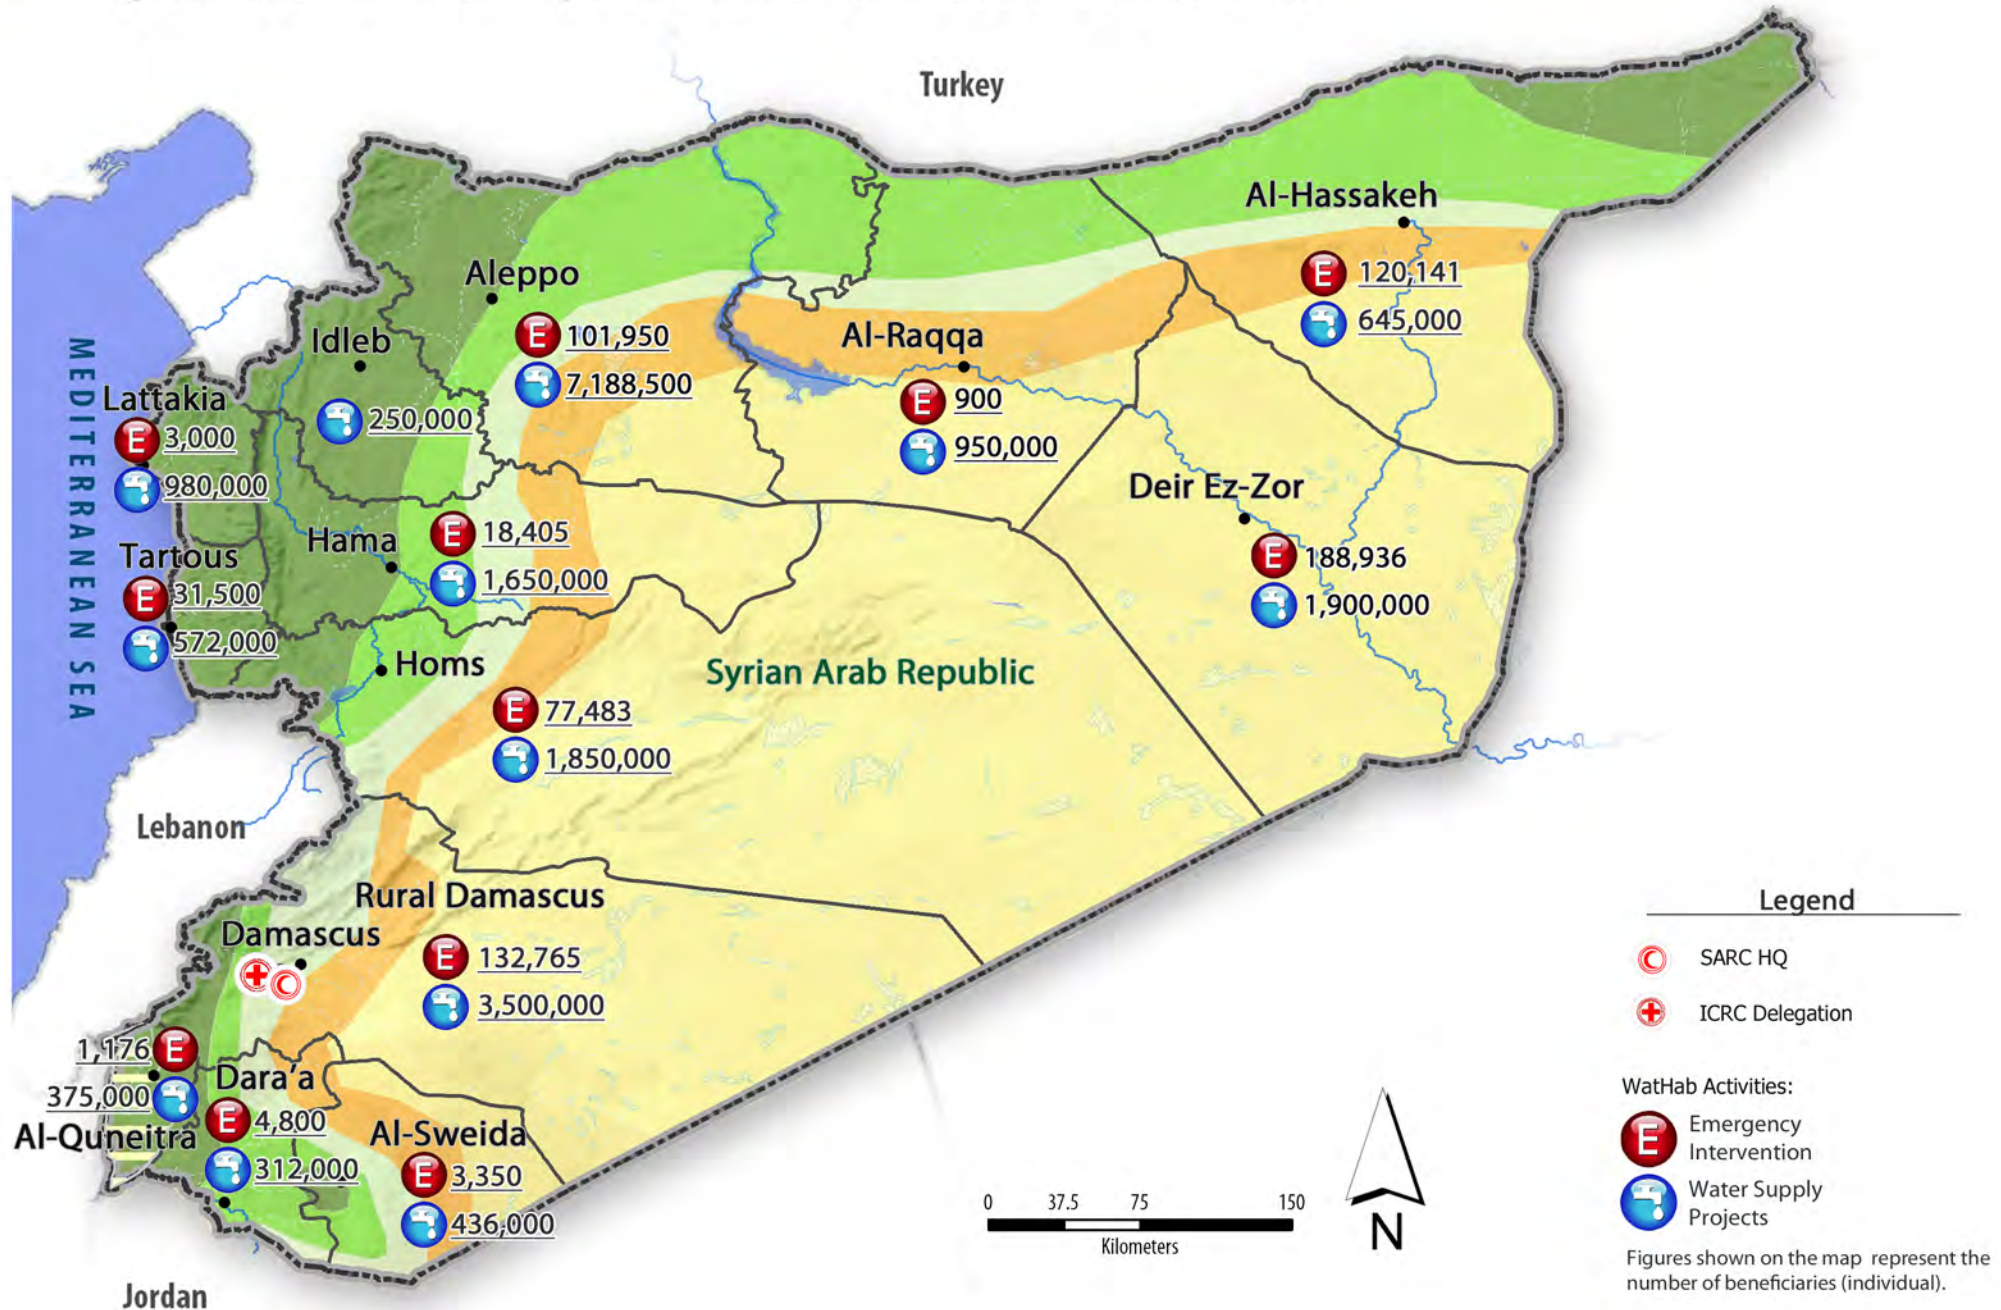 Turkey
Al-Hassakeh
E 120,141
645,000
Aleppo
E 101,950
7,188,500
Idleb
250,000
Al-Raqqa
E 900
950,000
Lattakia
E 3,000
980,000
MEDITERRANEAN SEA
Deir Ez-Zor
E 188,936
1,900,000
Hama
E 18,405
1,650,000
Tartous
E 31,500
572,000
Homs
E 77,483
1,850,000
Syrian Arab Republic
Lebanon
Rural Damascus
E 132,765
3,500,000
Damascus
1,176 E
375,000
Al-Quneitra
Dara'a
E 4,800
312,000
Al-Sweida
E 3,350
436,000
Jordan
0 37.5 75 150
Kilometers
N
Legend
SARC HQ
ICRC Delegation
WatHab Activities:
E Emergency
Intervention
Water Supply
Projects
Figures shown on the map represent the
number of beneficiaries (individual).